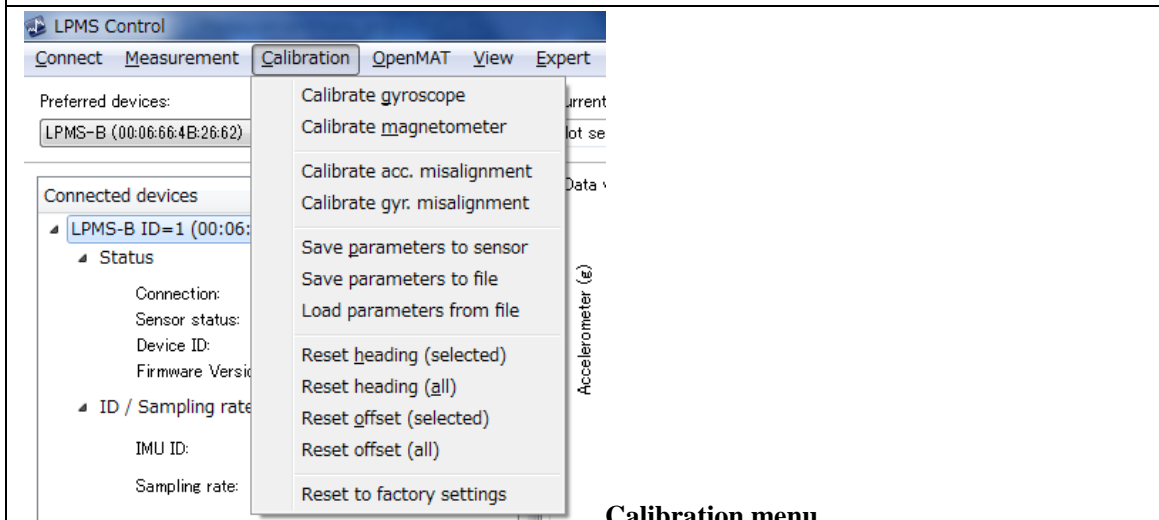 LPMS Control
Connect Measurement Calibration OpenMAT View Expert
Preferred devices:
LPMS-B (00:06:66:4B:26:62)
Connected devices
LPMS-B ID=1 (00:06:
Status
Connection:
Sensor status:
Device ID:
Firmware Versi
ID / Sampling rate
IMU ID:
Sampling rate:
Calibrate gyroscope
Calibrate magnetometer
Calibrate acc. misalignment
Calibrate gyr. misalignment
Save parameters to sensor
Save parameters to file
Load parameters from file
Reset heading (selected)
Reset heading (all)
Reset offset (selected)
Reset offset (all)
Reset to factory settings
urrent
ot se
Data
Accelerometer (g)
Calibration menu